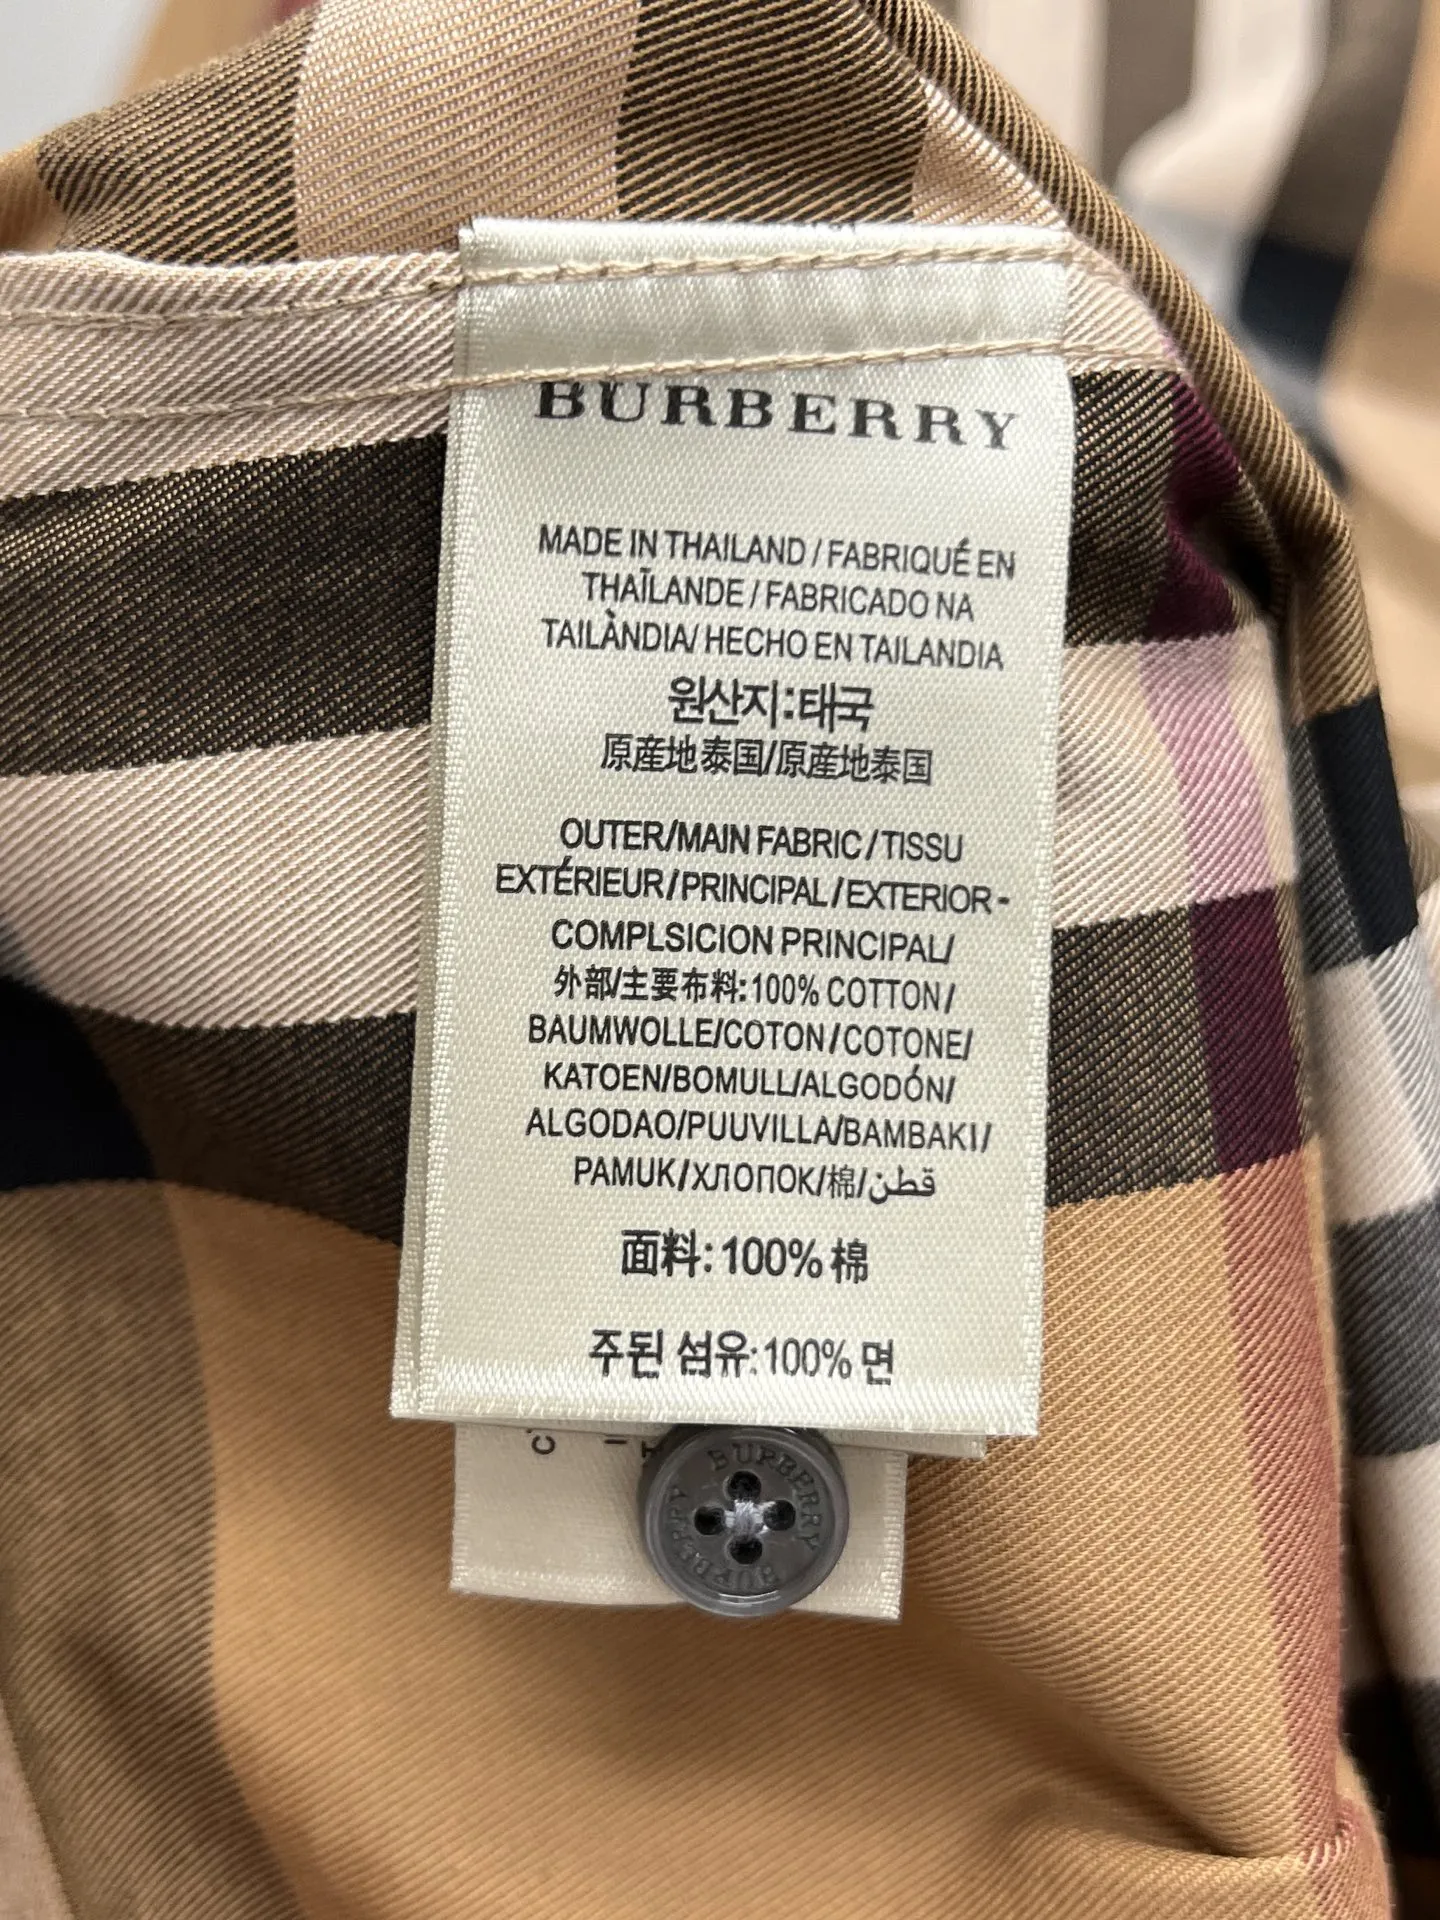 BURBERRY
MADE IN THAILAND / FABRIQUÉ EN
THAÏLANDE / FABRICADO NA
TAILÀNDIA/ HECHO EN TAILANDIA
원산지:태국
原産地泰国/原産地泰国
OUTER/MAIN FABRIC / TISSU
EXTÉRIEUR/PRINCIPAL/EXTERIOR-
COMPLSICION PRINCIPAL/
外部/主要布料:100% COTTON/
BAUMWOLLE/COTON/COTONE/
KATOEN/BOMULL/ALGODÓN/
ALGODAO/PUUVILLA/BAMBAKI/
PAMUK/ХЛОПОК/棉/قطن
面料: 100% 棉
주된 섬유:100% 면
BURBERRY
BURBERRY